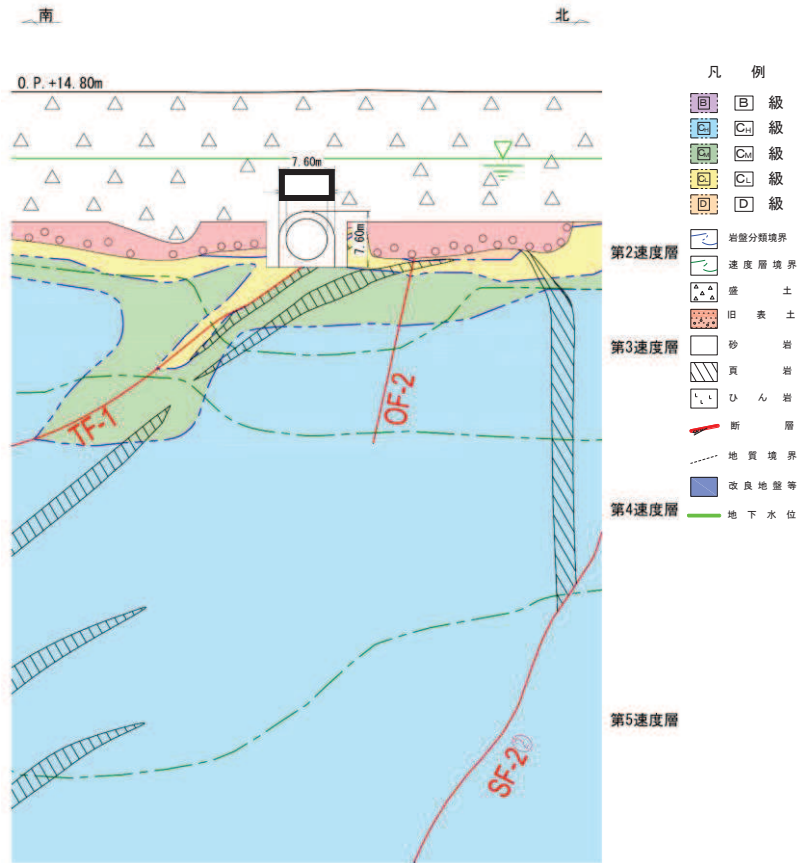 南
北
O.P.+14.80m
7.60m
7.60m
TF-1
OF-2
SF-2②
第2速度層
第3速度層
第4速度層
第5速度層
凡 例
B B 級
CH CH 級
CM CM 級
CL CL 級
D D 級
岩盤分類境界
速度層境界
盛 土
旧 表 土
砂 岩
頁 岩
ひ ん 岩
断 層
地 質 境 界
改 良 地 盤 等
地 下 水 位